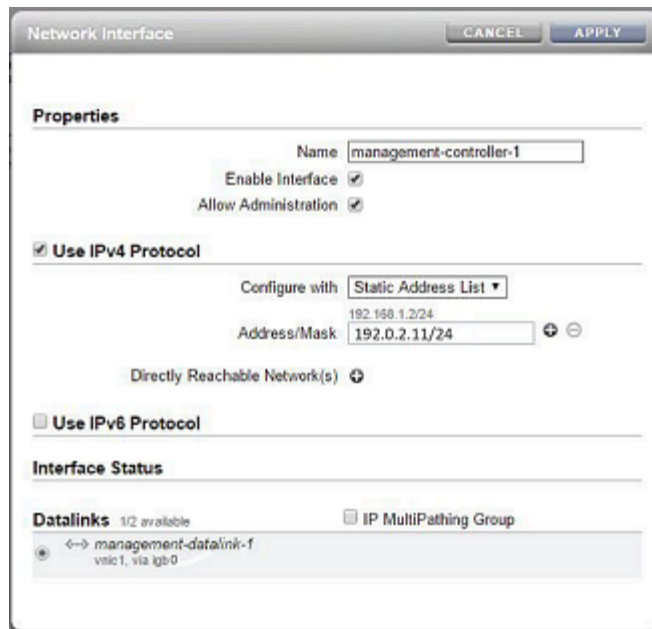 Network Interface
CANCEL
APPLY
Properties
Name management-controller-1
Enable Interface
Allow Administration
Use IPv4 Protocol
Configure with Static Address List
192.168.1.2/24
Address/Mask 192.0.2.11/24
Directly Reachable Network(s)
Use IPv6 Protocol
Interface Status
Datalinks 1/2 available
IP MultiPathing Group
management-datalink-1
vnic1, via igb0